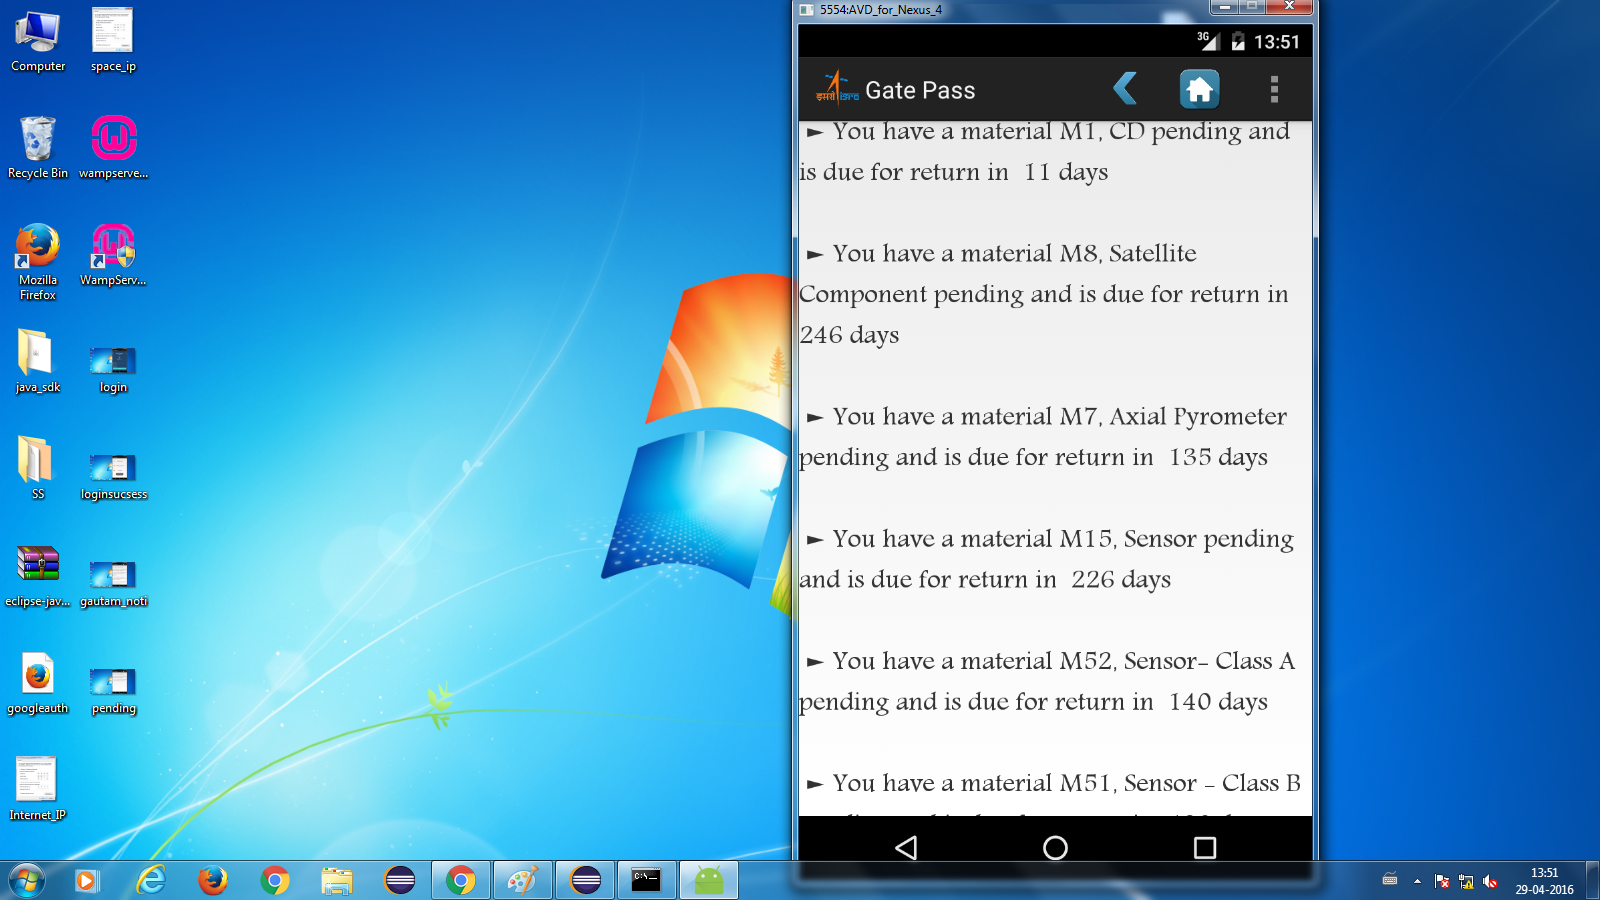 Computer
space_ip
Recycle Bin
wampserve...
Mozilla
Firefox
WampServ...
java_sdk
login
SS
loginsucsess
eclipse-jav...
gautam_noti
googleauth
pending
Internet_IP
5554:AVD_for_Nexus_4
3G
13:51
इसरो isro
Gate Pass
► You have a material M1, CD pending and
is due for return in 11 days
► You have a material M8, Satellite
Component pending and is due for return in
246 days
► You have a material M7, Axial Pyrometer
pending and is due for return in 135 days
► You have a material M15, Sensor pending
and is due for return in 226 days
► You have a material M52, Sensor- Class A
pending and is due for return in 140 days
► You have a material M51, Sensor - Class B
13:51
29-04-2016